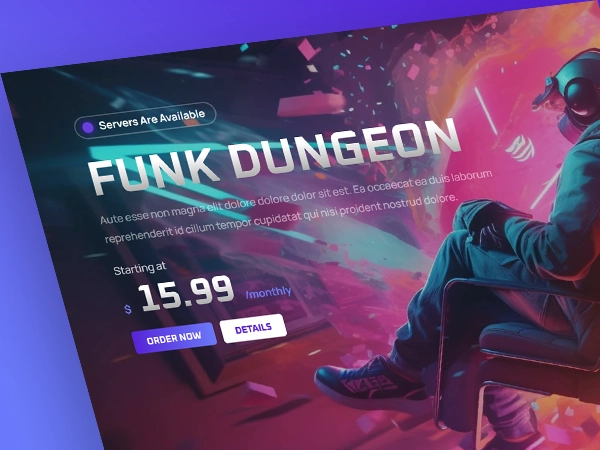 Servers Are Available
FUNK DUNGEON
Aute esse non magna elit dolore dolor sit est. Ea occaecat ea duis laborum
reprehenderit id cillum tempor cupidatat qui nisi proident nostrud dolore.
Starting at
$ 15.99 /monthly
ORDER NOW DETAILS